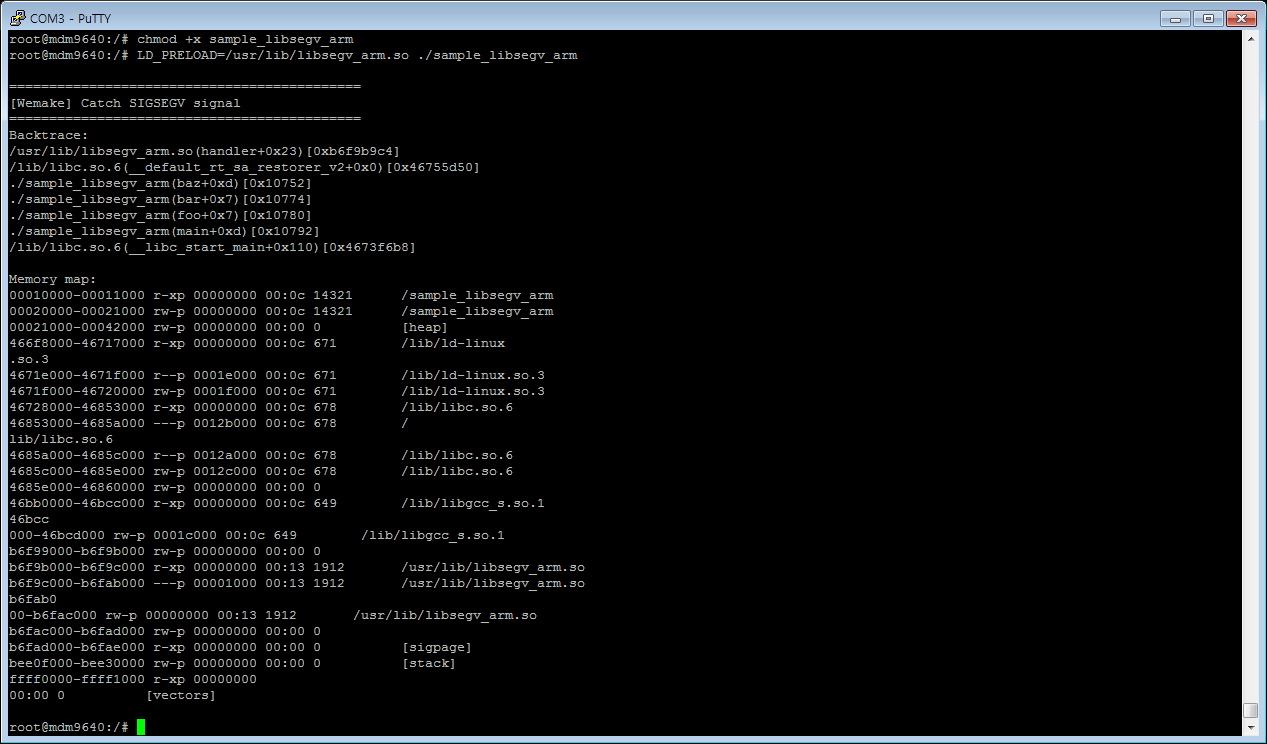 COM3 - PuTTY
root@mdm9640:/# chmod +x sample_libsegv_arm
root@mdm9640:/# LD_PRELOAD=/usr/lib/libsegv_arm.so ./sample_libsegv_arm
============================================
[Wemake] Catch SIGSEGV signal
============================================
Backtrace:
/usr/lib/libsegv_arm.so(handler+0x23)[0xb6f9b9c4]
/lib/libc.so.6(__default_rt_sa_restorer_v2+0x0)[0x46755d50]
./sample_libsegv_arm(baz+0xd)[0x10752]
./sample_libsegv_arm(bar+0x7)[0x10774]
./sample_libsegv_arm(foo+0x7)[0x10780]
./sample_libsegv_arm(main+0xd)[0x10792]
/lib/libc.so.6(__libc_start_main+0x110)[0x4673f6b8]
Memory map:
00010000-00011000 r-xp 00000000 00:0c 14321      /sample_libsegv_arm
00020000-00021000 rw-p 00000000 00:0c 14321      /sample_libsegv_arm
00021000-00042000 rw-p 00000000 00:00 0          [heap]
466f8000-46717000 r-xp 00000000 00:0c 671        /lib/ld-linux
.so.3
4671e000-4671f000 r--p 0001e000 00:0c 671        /lib/ld-linux.so.3
4671f000-46720000 rw-p 0001f000 00:0c 671        /lib/ld-linux.so.3
46728000-46853000 r-xp 00000000 00:0c 678        /lib/libc.so.6
46853000-4685a000 ---p 0012b000 00:0c 678        /
lib/libc.so.6
4685a000-4685c000 r--p 0012a000 00:0c 678        /lib/libc.so.6
4685c000-4685e000 rw-p 0012c000 00:0c 678        /lib/libc.so.6
4685e000-46860000 rw-p 00000000 00:00 0
46bb0000-46bcc000 r-xp 00000000 00:0c 649        /lib/libgcc_s.so.1
46bcc
000-46bcd000 rw-p 0001c000 00:0c 649        /lib/libgcc_s.so.1
b6f99000-b6f9b000 rw-p 00000000 00:00 0
b6f9b000-b6f9c000 r-xp 00000000 00:13 1912       /usr/lib/libsegv_arm.so
b6f9c000-b6fab000 ---p 00001000 00:13 1912       /usr/lib/libsegv_arm.so
b6fab0
00-b6fac000 rw-p 00000000 00:13 1912       /usr/lib/libsegv_arm.so
b6fac000-b6fad000 rw-p 00000000 00:00 0
b6fad000-b6fae000 r-xp 00000000 00:00 0          [sigpage]
bee0f000-bee30000 rw-p 00000000 00:00 0          [stack]
ffff0000-ffff1000 r-xp 00000000
00:00 0          [vectors]
root@mdm9640:/#